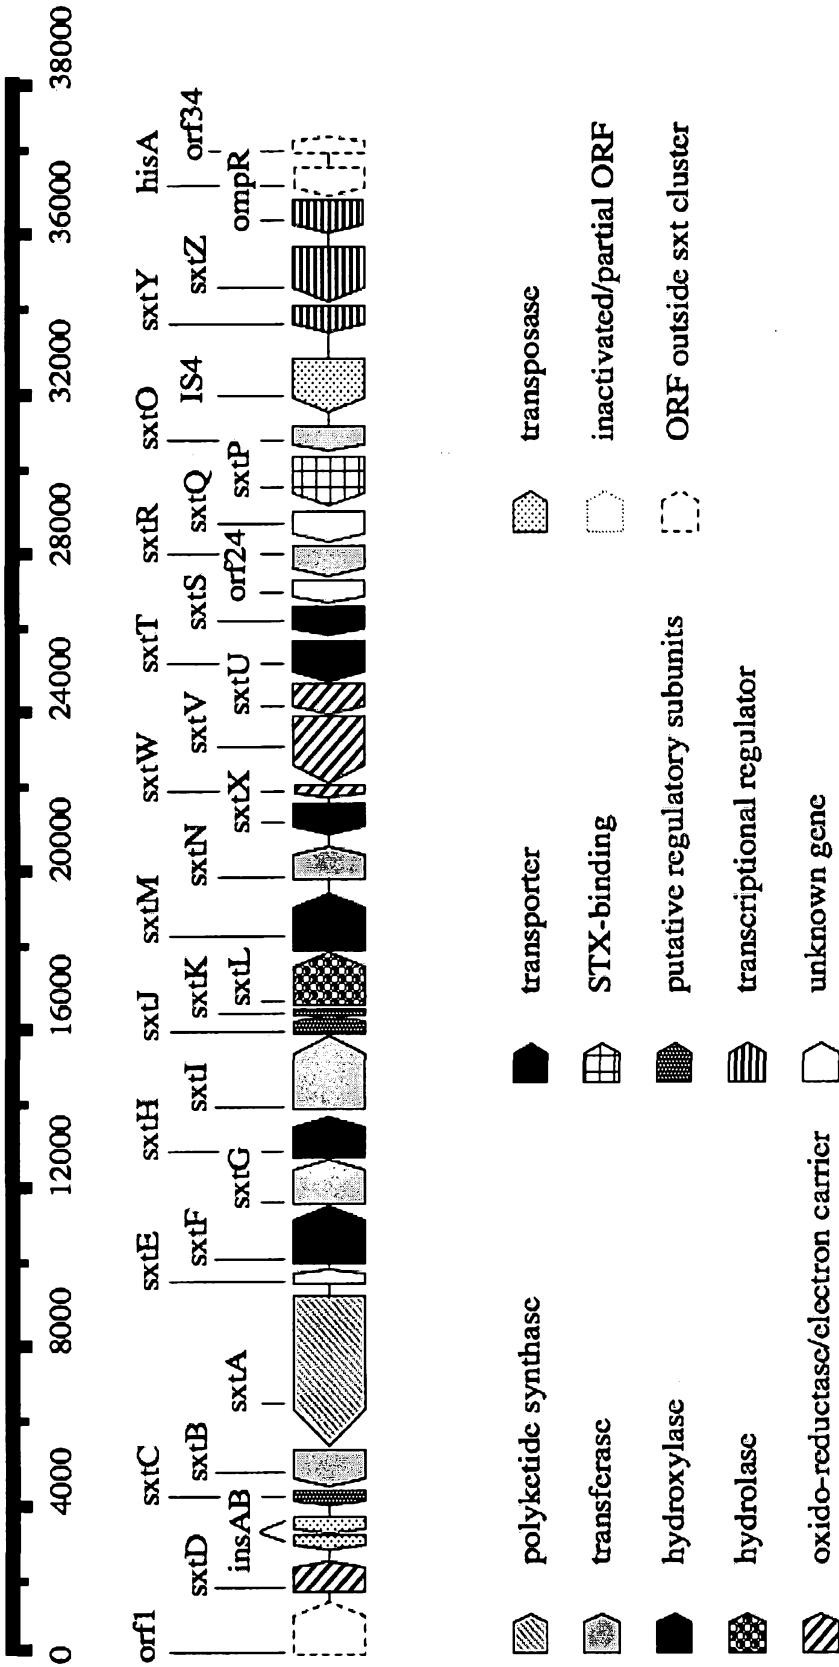 0 4000 8000 12000 16000 20000 24000 28000 32000 36000 38000
orf1 sxtC sxtE sxtH sxtJ sxtM sxtW sxtT sxtR sxtO sxtY hisA
sxtD sxtB sxtF sxtI sxtK sxtN sxtV sxtS sxtQ IS4 sxtZ orf34
insAB sxtA sxtG sxtL sxtX sxtU orf24 sxtP ompR
polyketide synthase
transferase
hydroxylase
hydrolase
oxido-reductase/electron carrier
transporter
STX-binding
putative regulatory subunits
transcriptional regulator
unknown gene
transposase
inactivated/partial ORF
ORF outside sxt cluster